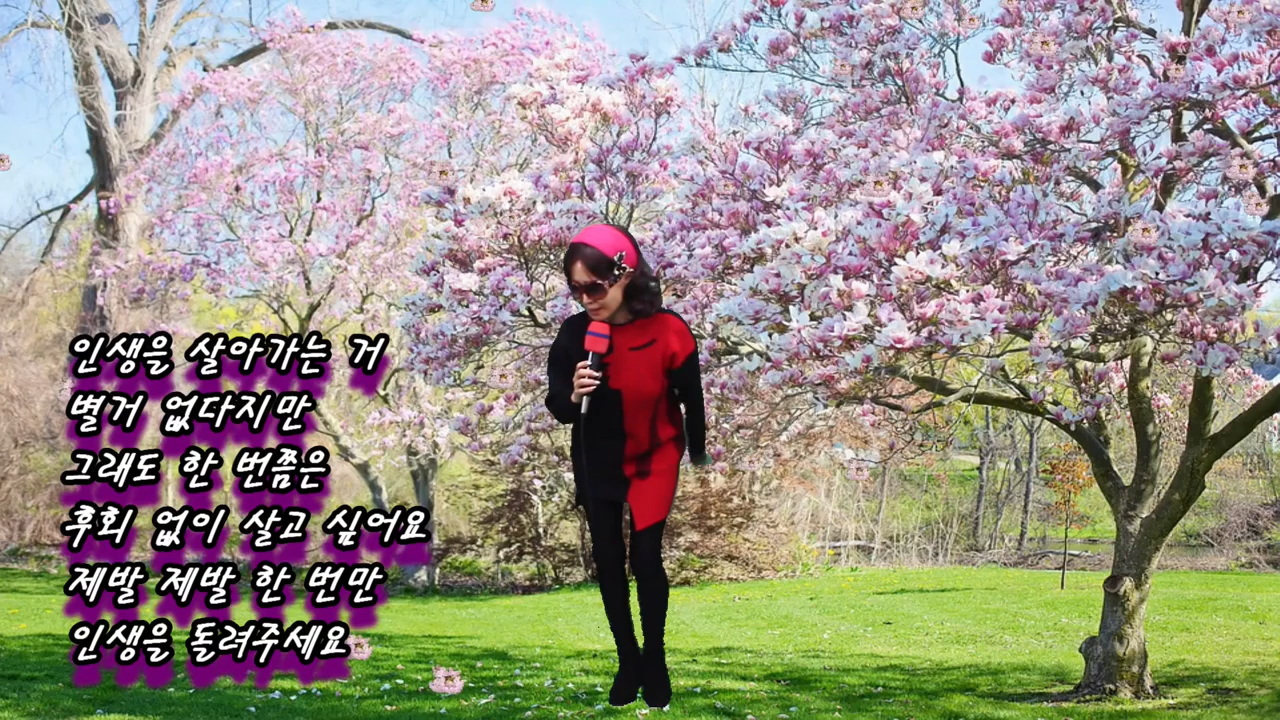 인생을 살아가는 거
별거 없다지만
그래도 한 번쯤은
후회 없이 살고 싶어요
제발 제발 한 번만
인생을 돌려주세요